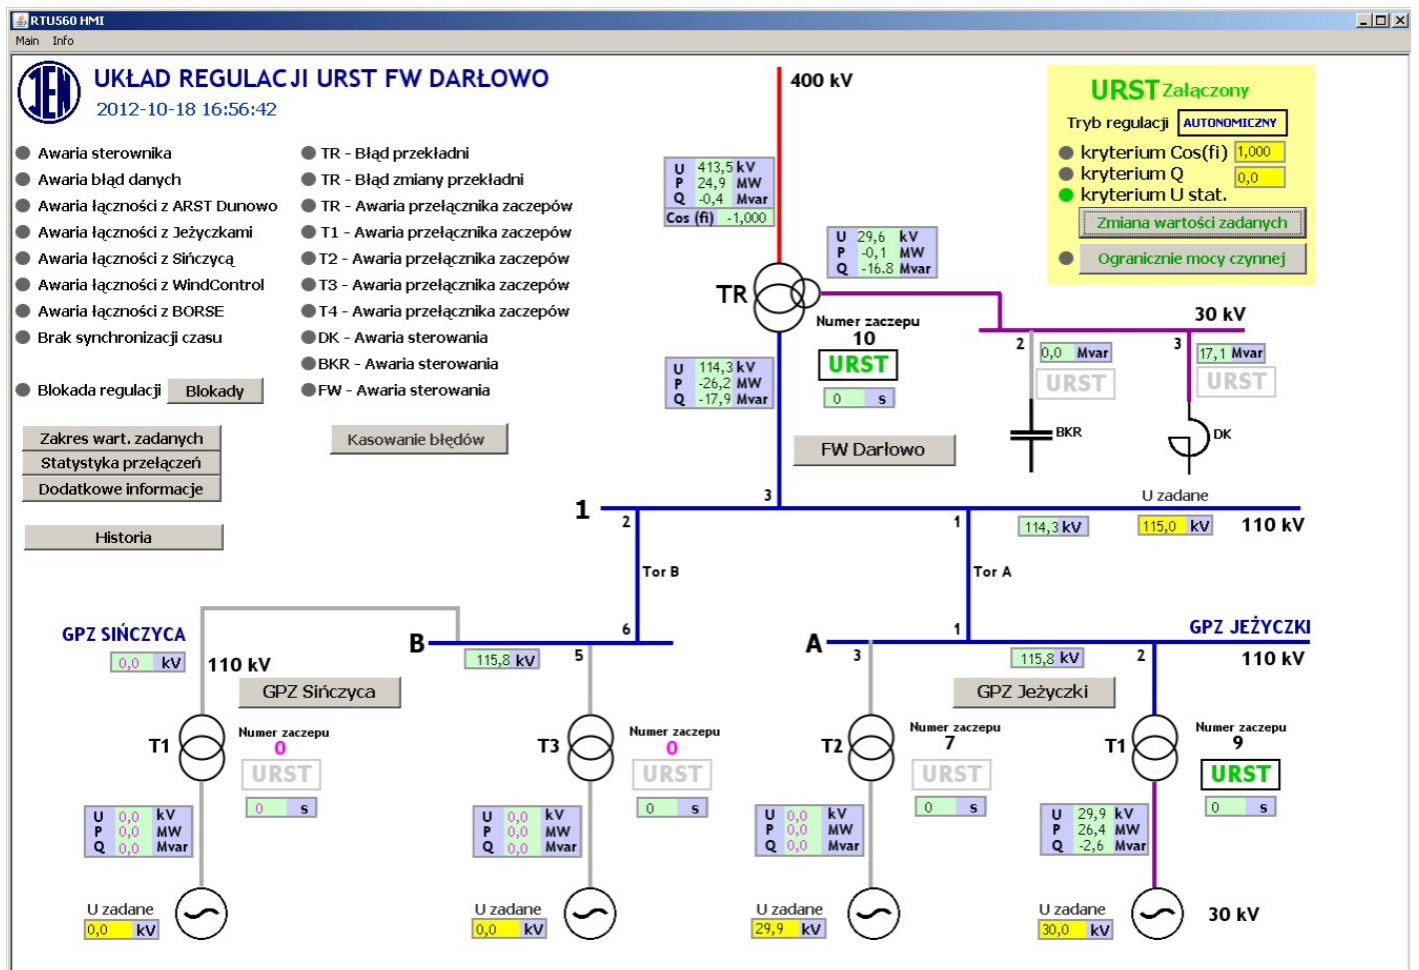 RTU560 HMI
Main Info
JEN
UKŁAD REGULACJI URST FW DARŁOWO
2012-10-18 16:56:42
Awaria sterownika
Awaria błąd danych
Awaria łączności z ARST Dunowo
Awaria łączności z Jeżyczkami
Awaria łączności z Sińczycą
Awaria łączności z WindControl
Awaria łączności z BORSE
Brak synchronizacji czasu
Blokada regulacji Blokady
TR - Błąd przekładni
TR - Błąd zmiany przekładni
TR - Awaria przełącznika zaczepów
T1 - Awaria przełącznika zaczepów
T2 - Awaria przełącznika zaczepów
T3 - Awaria przełącznika zaczepów
T4 - Awaria przełącznika zaczepów
DK - Awaria sterowania
BKR - Awaria sterowania
FW - Awaria sterowania
Zakres wart. zadanych
Statystyka przełączeń
Dodatkowe informacje
Historia
Kasowanie błędów
400 kV
U 413,5 kV
P 24,9 MW
Q -0,4 Mvar
Cos (fi) -1,000
URST Załączony
Tryb regulacji AUTONOMICZNY
kryterium Cos(fi) 1,000
kryterium Q 0,0
kryterium U stat.
Zmiana wartości zadanych
Ogranicznie mocy czynnej
U 29,6 kV
P -0,1 MW
Q -16.8 Mvar
TR
Numer zaczepu
10
URST
0 s
30 kV
2 0,0 Mvar
URST
BKR
3 17,1 Mvar
URST
DK
U 114,3 kV
P -26,2 MW
Q -17,9 Mvar
FW Darłowo
1 2 3 1
U zadane
114,3 kV 115,0 kV 110 kV
Tor B
Tor A
GPZ SIŃCZYCA
0,0 kV 110 kV
B 6
115,8 kV 5
GPZ Sińczyca
A 1
GPZ JEŻYCZKI
3 115,8 kV 2 110 kV
GPZ Jeżyczki
T1
Numer zaczepu
0
URST
0 s
U 0,0 kV
P 0,0 MW
Q 0,0 Mvar
U zadane
0,0 kV
T3
Numer zaczepu
0
URST
0 s
U 0,0 kV
P 0,0 MW
Q 0,0 Mvar
U zadane
0,0 kV
T2
Numer zaczepu
7
URST
0 s
U 0,0 kV
P 0,0 MW
Q 0,0 Mvar
U zadane
29,9 kV
T1
Numer zaczepu
9
URST
0 s
U 29,9 kV
P 26,4 MW
Q -2,6 Mvar
U zadane
30,0 kV
30 kV